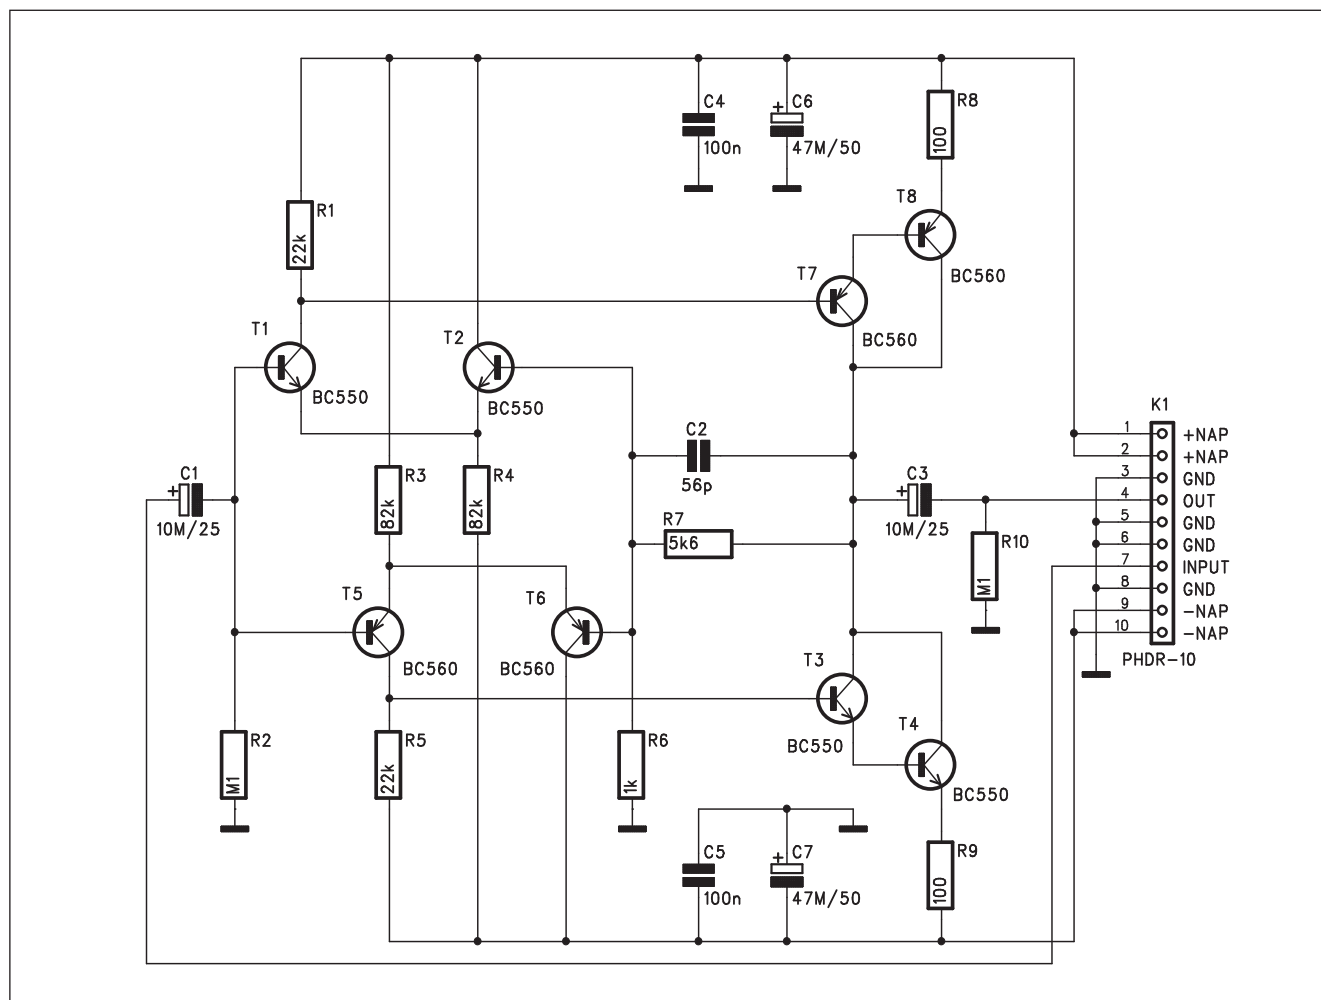 C4
100n
C6
+
47M/50
R8
100
T8
BC560
R1
22k
T7
BC560
T1
BC550
T2
BC550
K1
1 +NAP
2 +NAP
3 GND
4 OUT
5 GND
6 GND
7 INPUT
8 GND
9 -NAP
10 -NAP
PHDR-10
C1
+
10M/25
R3
82k
R4
82k
C2
56p
R7
5k6
C3
+
10M/25
R10
M1
T5
BC560
T6
BC560
T3
BC550
T4
BC550
R2
M1
R5
22k
R6
1k
C5
100n
C7
+
47M/50
R9
100